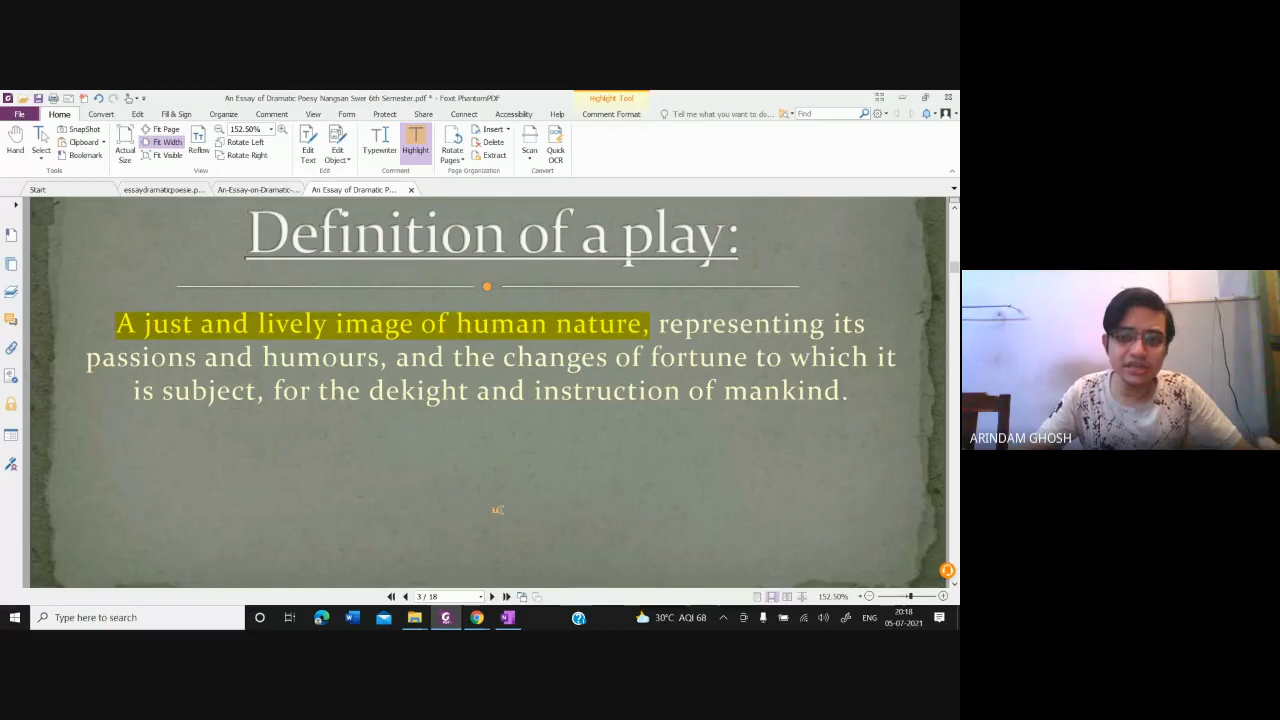 An Essay of Dramatic Poesy Nangsan Swer 6th Semester.pdf * - Foxit PhantomPDF
Highlight Tool
File Home Convert Edit Fill & Sign Organize Comment View Form Protect Share Connect Accessibility Help Comment Format Tell me what you want to do... Find
Hand
Select
SnapShot
Clipboard
Bookmark
Tools
Actual Size
Fit Page
Fit Width
Fit Visible
Reflow
152.50%
Rotate Left
Rotate Right
View
Edit Text
Edit Object
Edit
Typewriter
Highlight
Comment
Rotate Pages
Insert
Delete
Extract
Page Organization
Scan
Quick OCR
Convert
Start essaydramaticpoesie.p... An-Essay-on-Dramatic-... An Essay of Dramatic P...
Definition of a play:
A just and lively image of human nature, representing its
passions and humours, and the changes of fortune to which it
is subject, for the dekight and instruction of mankind.
ARINDAM GHOSH
3 / 18 152.50%
Type here to search
30°C AQI 68 ENG
20:18
05-07-2021